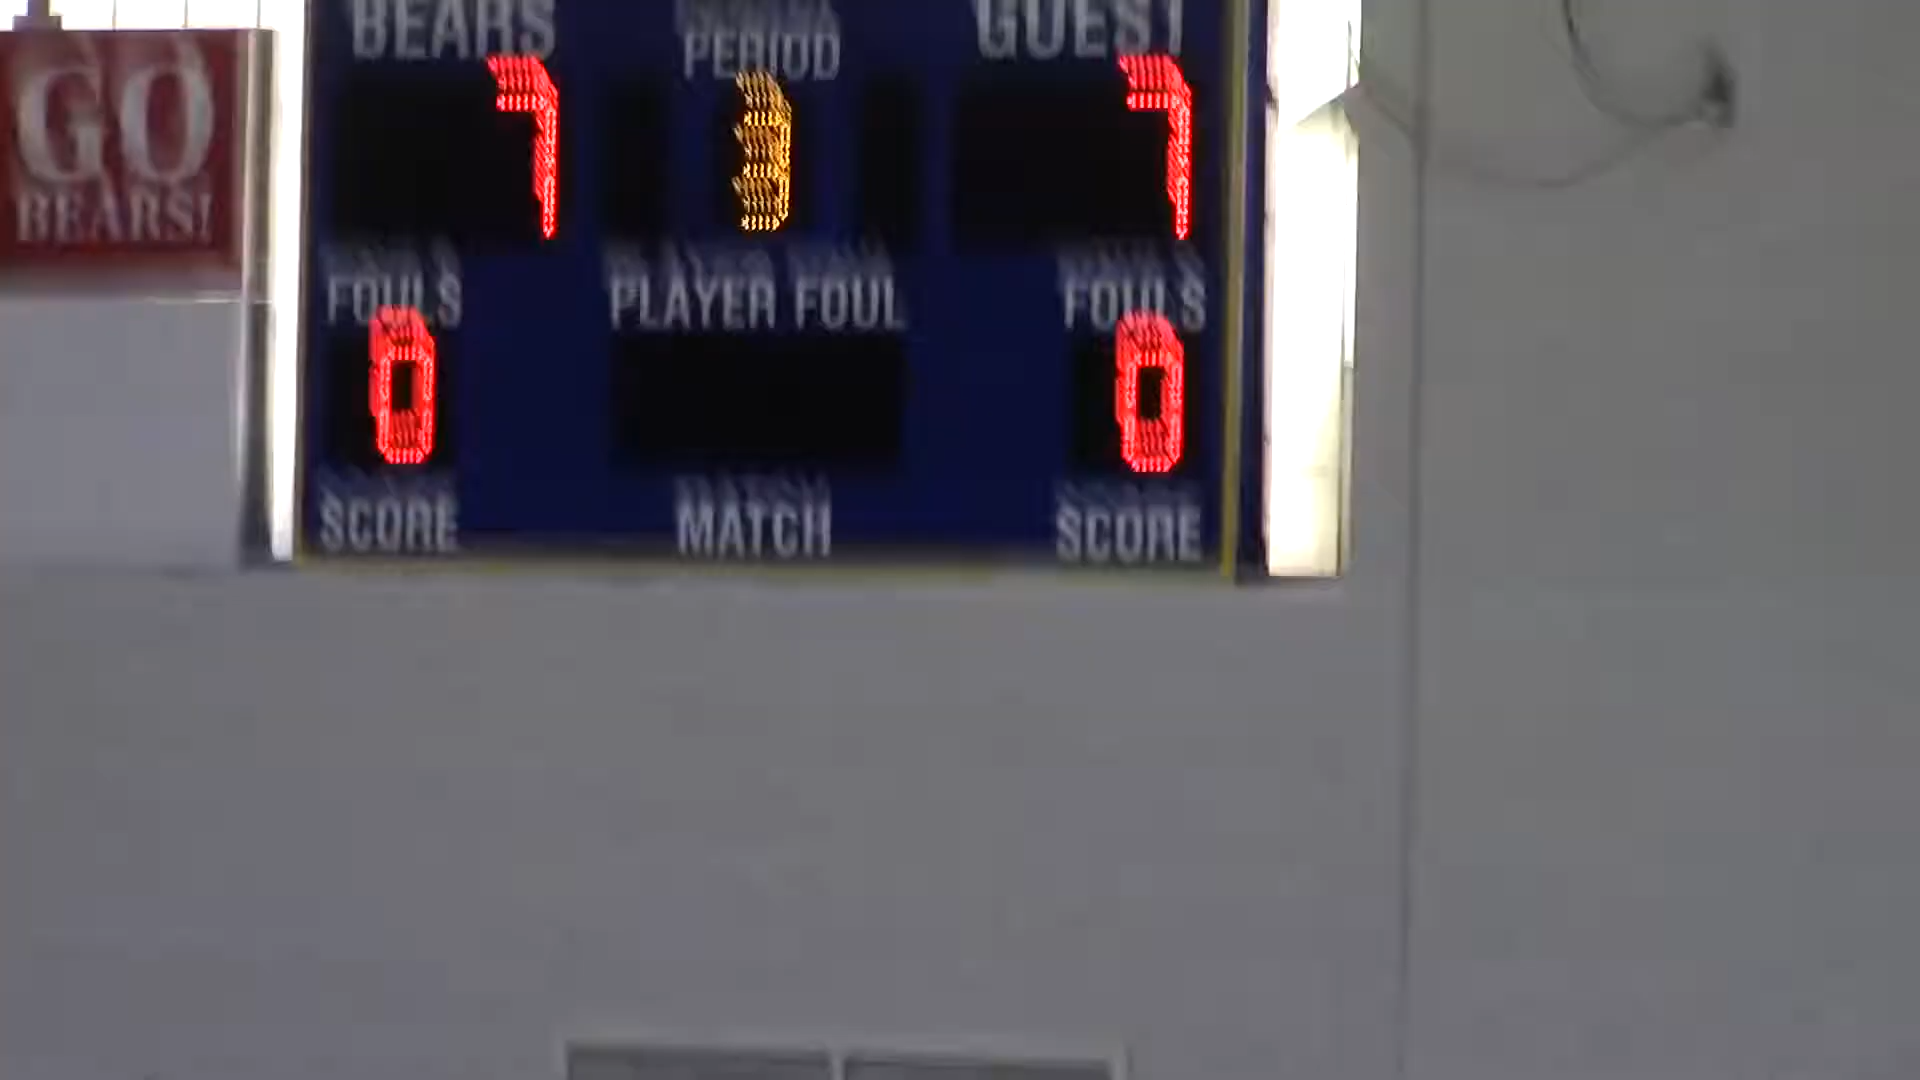 GO
BEARS!
BEARS PERIOD GUEST
7 3 7
FOULS PLAYER FOUL FOULS
0 0
SCORE MATCH SCORE